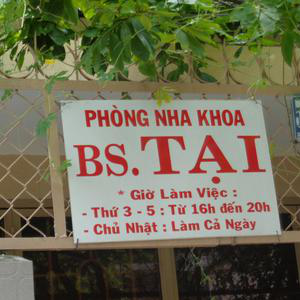 PHÒNG NHA KHOA
BS. TẠI
* Giờ Làm Việc :
- Thứ 3 - 5 : Từ 16h đến 20h
- Chủ Nhật : Làm Cả Ngày